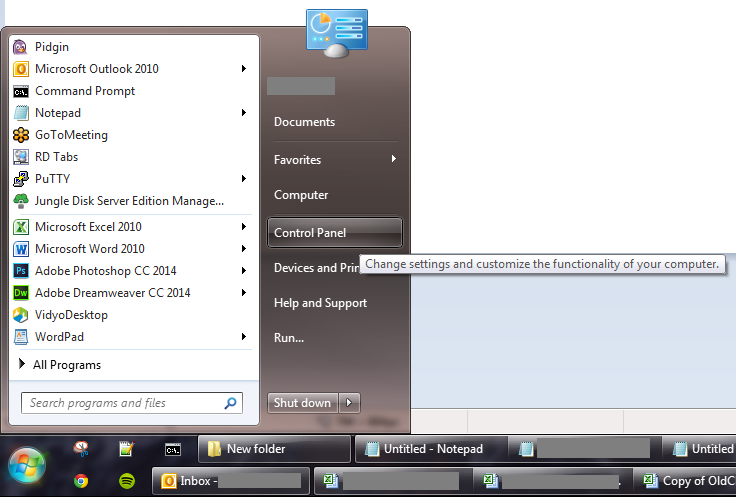 Pidgin
Microsoft Outlook 2010
Command Prompt
Notepad
GoToMeeting
RD Tabs
PuTTY
Jungle Disk Server Edition Manage...
Microsoft Excel 2010
Microsoft Word 2010
Adobe Photoshop CC 2014
Adobe Dreamweaver CC 2014
VidyoDesktop
WordPad
All Programs
Search programs and files
Documents
Favorites
Computer
Control Panel
Change settings and customize the functionality of your computer.
Devices and Prin
Help and Support
Run...
Shut down
New folder
Untitled - Notepad
Untitled
Inbox -
Copy of OldCl